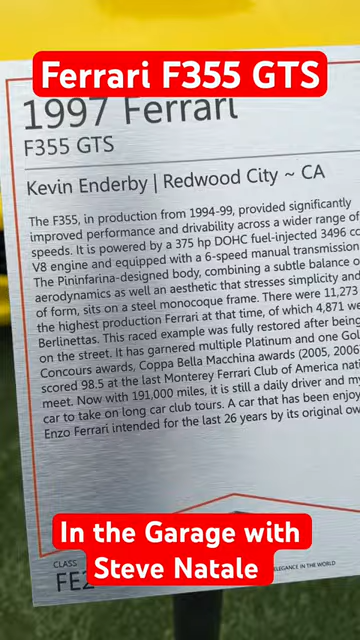 Ferrari F355 GTS
1997 Ferrari
F355 GTS
Kevin Enderby | Redwood City ~ CA
The F355, in production from 1994-99, provided significantly
improved performance and drivability across a wider range of
speeds. It is powered by a 375 hp DOHC fuel-injected 3496 cc
V8 engine and equipped with a 6-speed manual transmission
The Pininfarina-designed body, combining a subtle balance o
aerodynamics as well an aesthetic that stresses simplicity and
of form, sits on a steel monocoque frame. There were 11,273
the highest production Ferrari at that time, of which 4,871 we
Berlinettas. This raced example was fully restored after being
on the street. It has garnered multiple Platinum and one Gol
Concours awards, Coppa Bella Macchina awards (2005, 2006
scored 98.5 at the last Monterey Ferrari Club of America nati
meet. Now with 191,000 miles, it is still a daily driver and my
car to take on long car club tours. A car that has been enjoy
Enzo Ferrari intended for the last 26 years by its original ow
In the Garage with
Steve Natale
CLASS
ELEGANCE IN THE WORLD